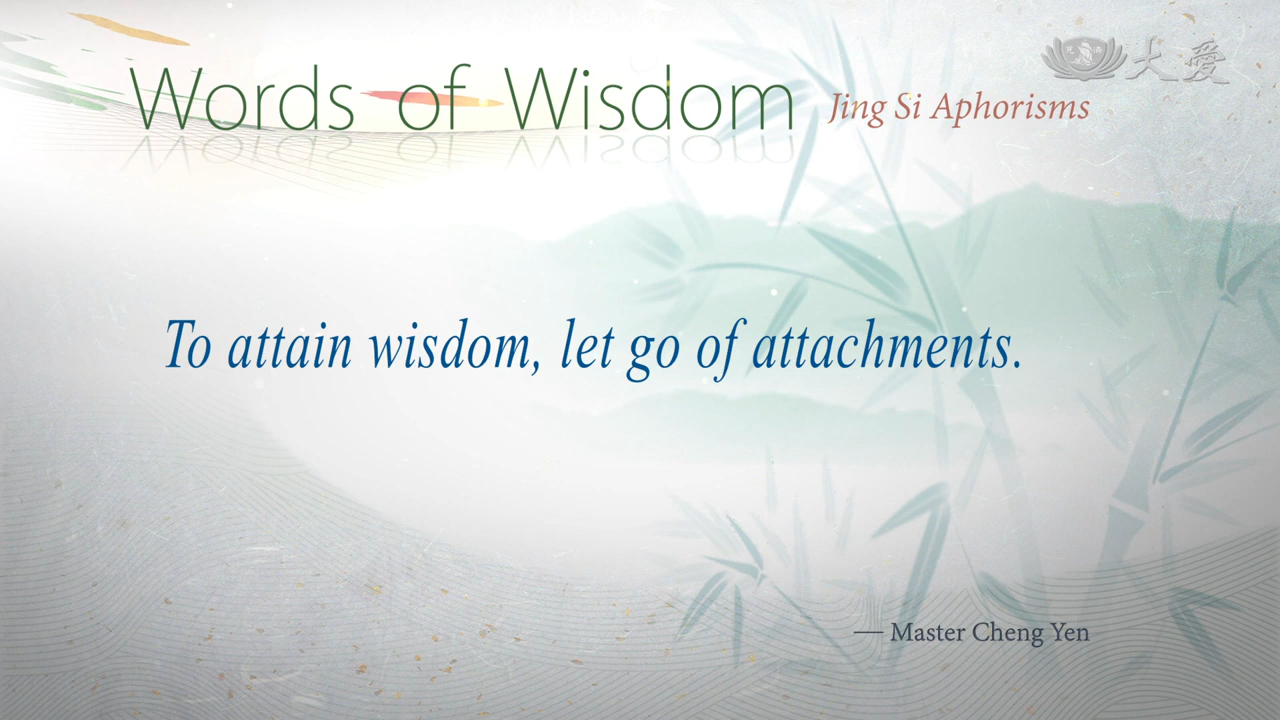 Words of Wisdom Jing Si Aphorisms
大愛
To attain wisdom, let go of attachments.
— Master Cheng Yen